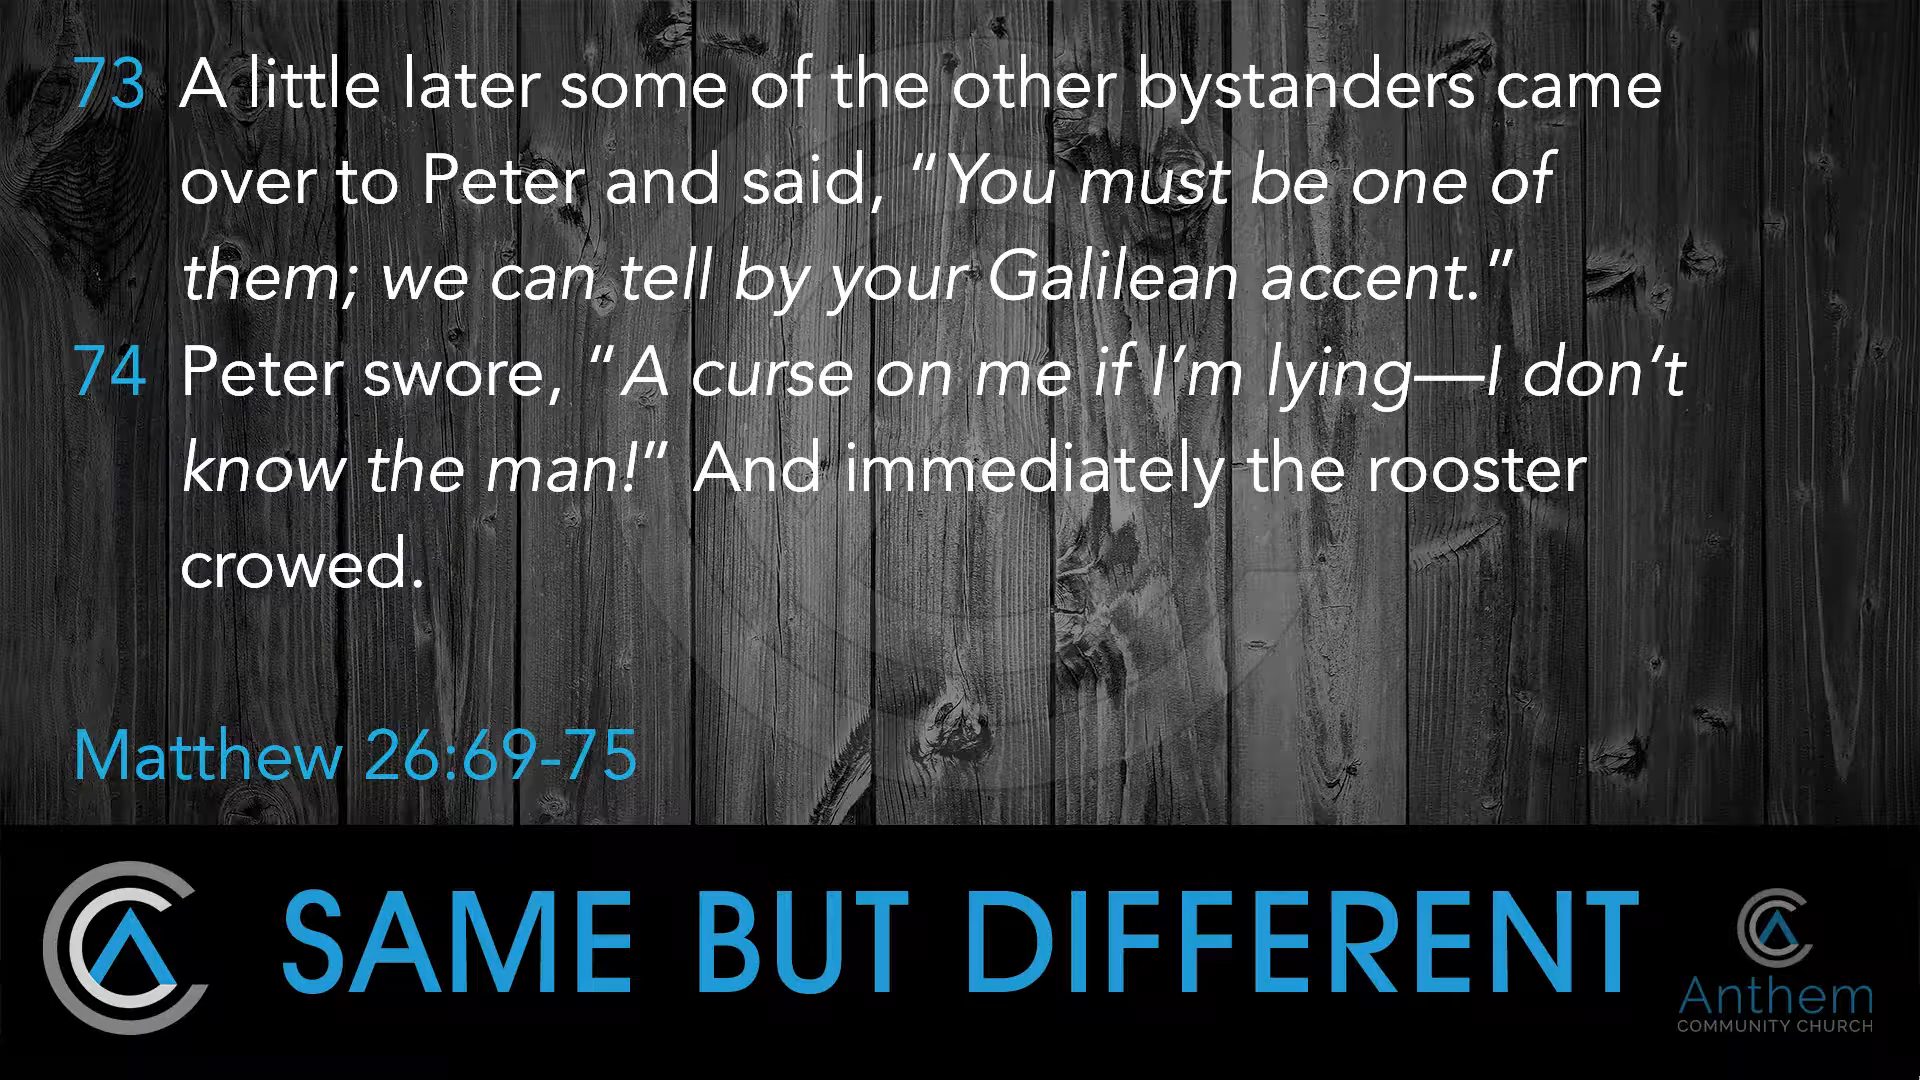 73 A little later some of the other bystanders came
over to Peter and said, “You must be one of
them; we can tell by your Galilean accent.”
74 Peter swore, “A curse on me if I’m lying—I don’t
know the man!” And immediately the rooster
crowed.
Matthew 26:69-75
SAME BUT DIFFERENT
Anthem
COMMUNITY CHURCH